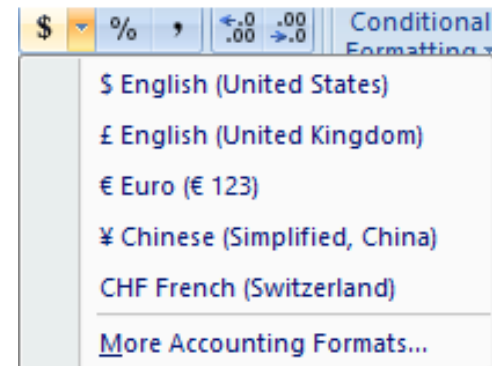 $ % , .0 .00 .00 .0 Conditional
Formatting
$ English (United States)
£ English (United Kingdom)
€ Euro (€ 123)
¥ Chinese (Simplified, China)
CHF French (Switzerland)
More Accounting Formats...